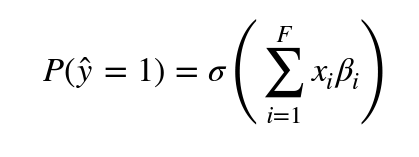 P(ŷ = 1) = σ(∑_{i=1}^{F} x_i β_i)